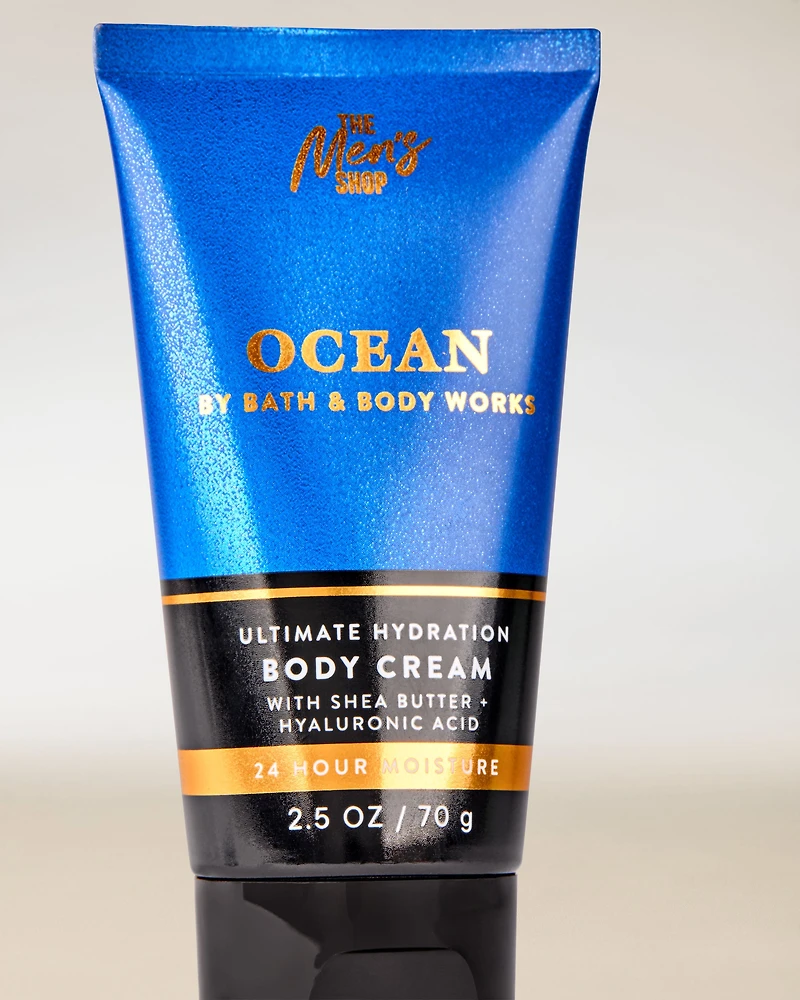 THE
Men's
SHOP
OCEAN
BY BATH & BODY WORKS
ULTIMATE HYDRATION
BODY CREAM
WITH SHEA BUTTER +
HYALURONIC ACID
24 HOUR MOISTURE
2.5 OZ / 70 g